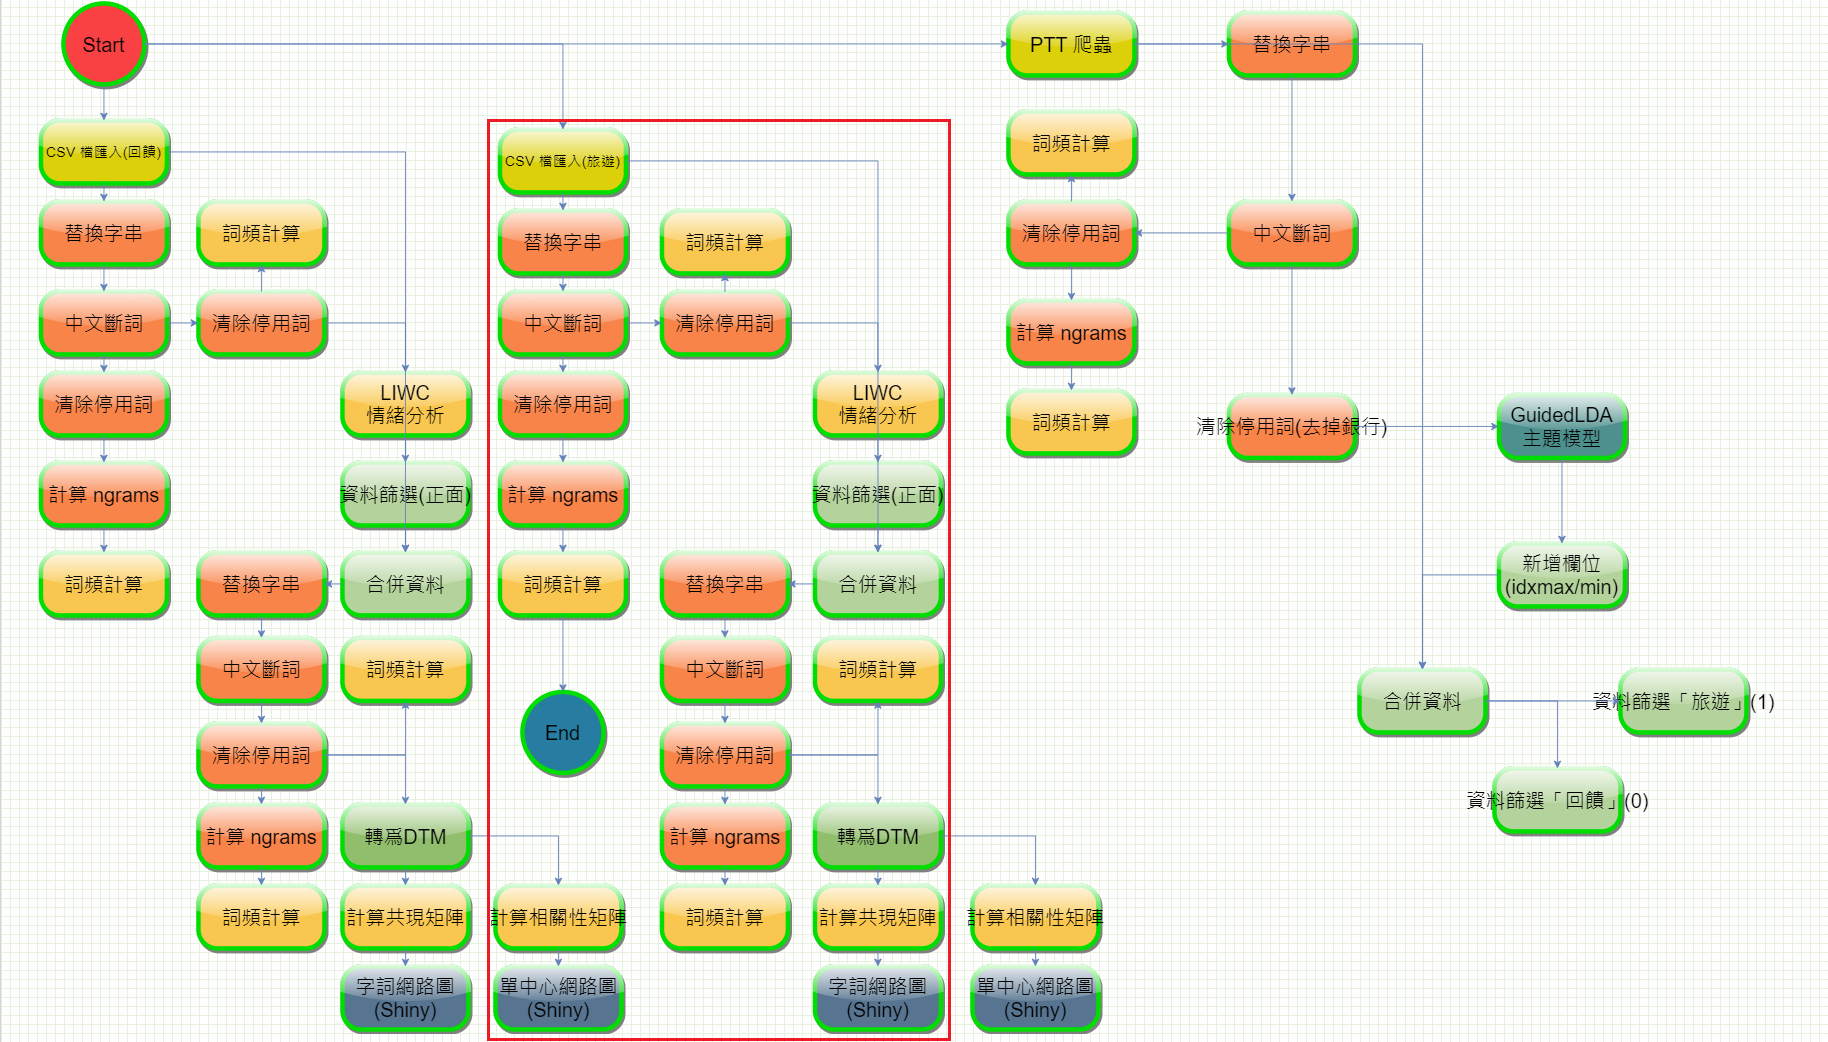 Start
CSV 檔匯入(回饋)
替換字串
詞頻計算
中文斷詞
清除停用詞
清除停用詞
LIWC
情緒分析
計算 ngrams
資料篩選(正面)
詞頻計算
替換字串
合併資料
中文斷詞
詞頻計算
清除停用詞
計算 ngrams
轉爲DTM
詞頻計算
計算共現矩陣
計算相關性矩陣
字詞網路圖
(Shiny)
單中心網路圖
(Shiny)
CSV 檔匯入(旅遊)
替換字串
詞頻計算
中文斷詞
清除停用詞
清除停用詞
LIWC
情緒分析
計算 ngrams
資料篩選(正面)
詞頻計算
替換字串
合併資料
中文斷詞
詞頻計算
End
清除停用詞
計算 ngrams
轉爲DTM
詞頻計算
計算共現矩陣
計算相關性矩陣
字詞網路圖
(Shiny)
單中心網路圖
(Shiny)
PTT 爬蟲
替換字串
詞頻計算
清除停用詞
中文斷詞
計算 ngrams
詞頻計算
清除停用詞(去掉銀行)
GuidedLDA
主題模型
新增欄位
(idxmax/min)
合併資料
資料篩選「旅遊」(1)
資料篩選「回饋」(0)